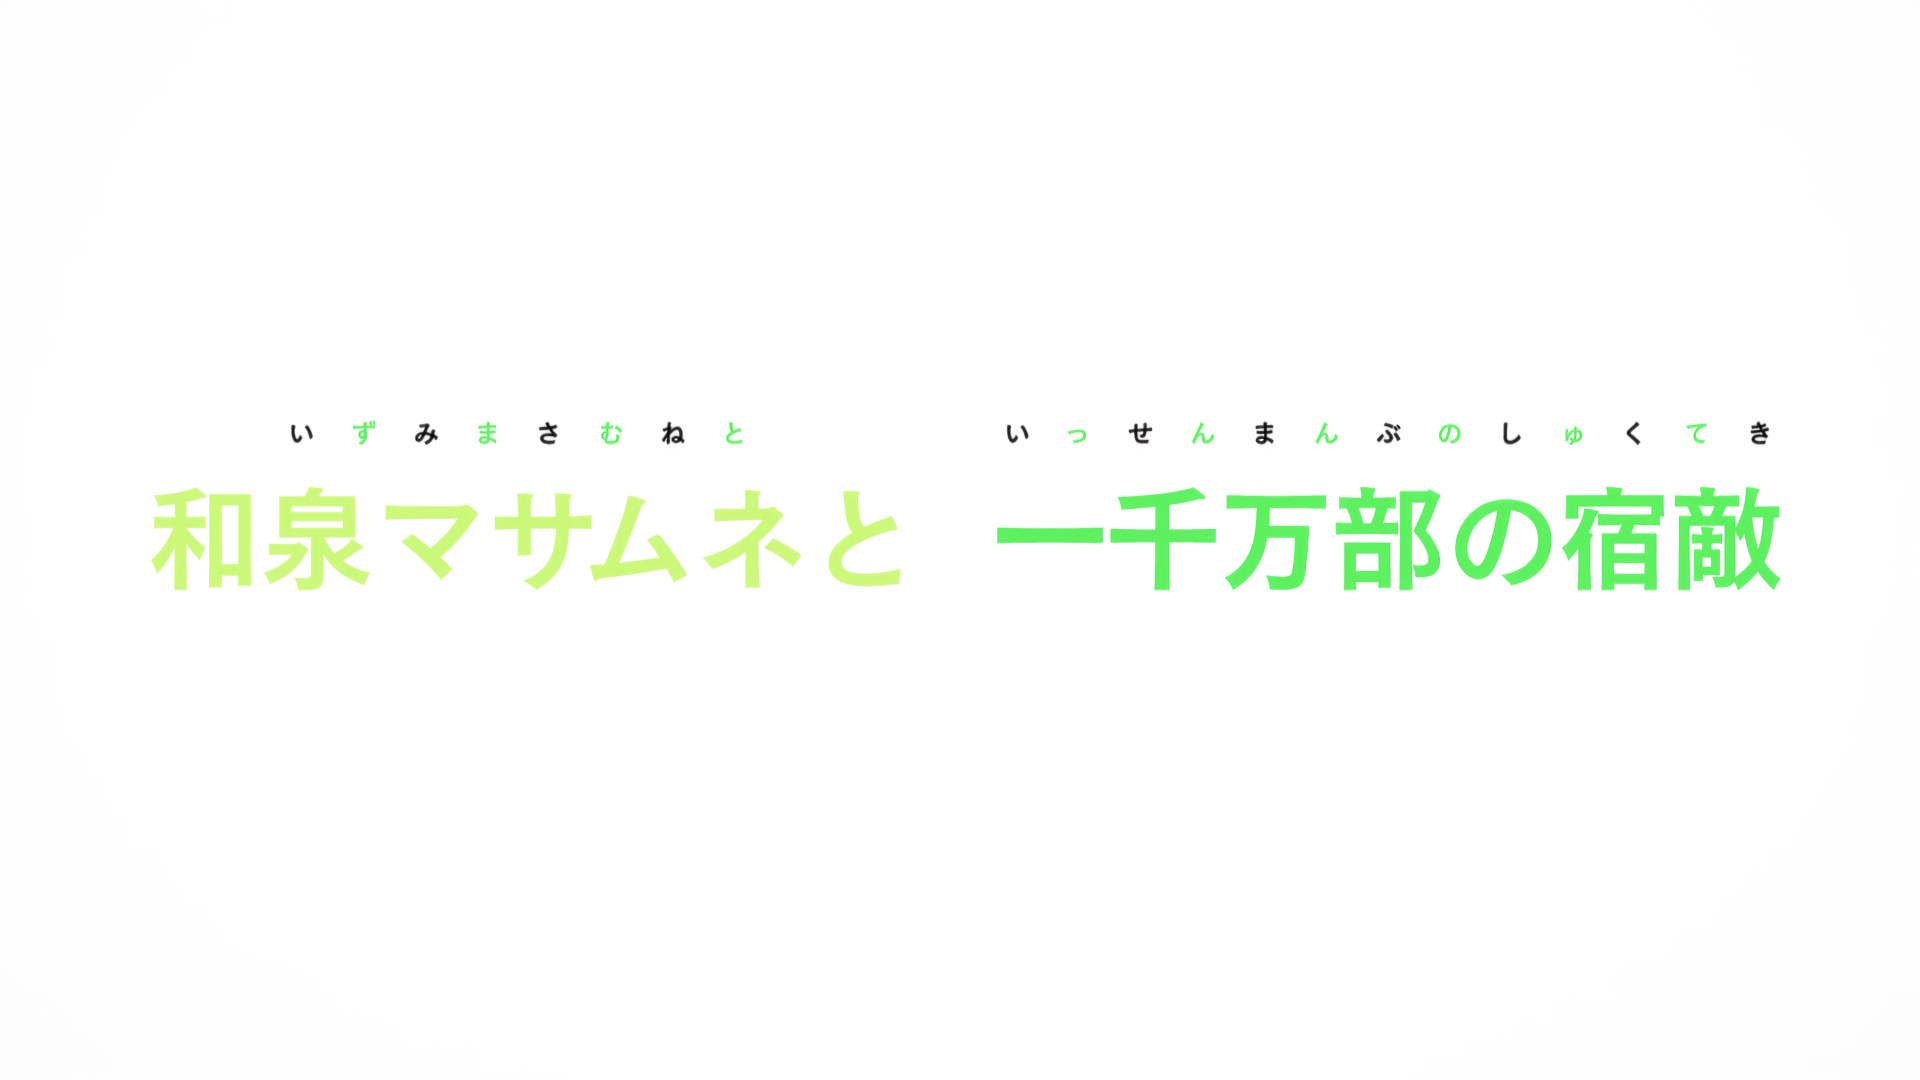 いずみまさむねと いっせんまんぶのしゅくてき
和泉マサムネと 一千万部の宿敵